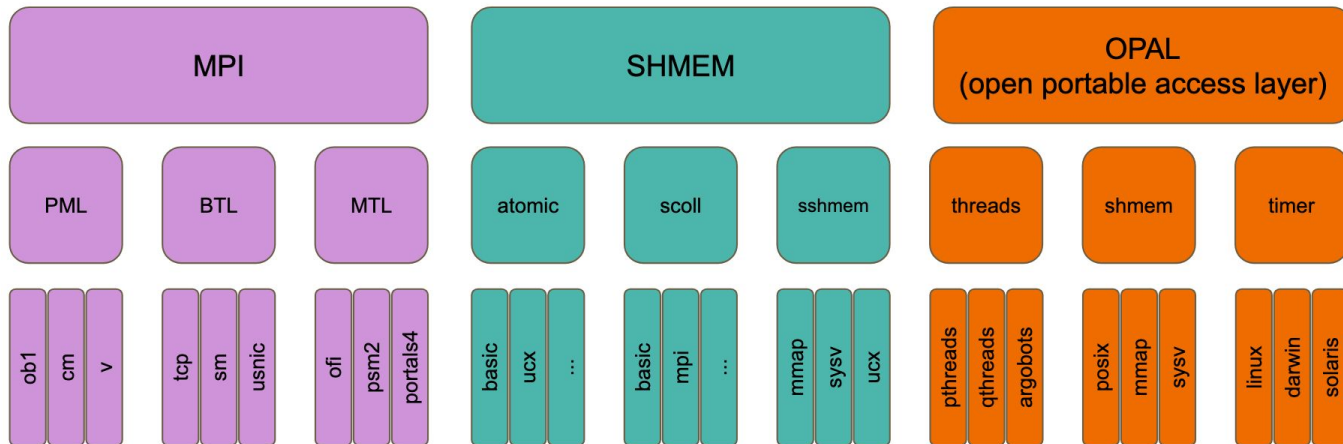 MPI
SHMEM
OPAL
(open portable access layer)
PML
BTL
MTL
atomic
scoll
sshmem
threads
shmem
timer
ob1
cm
v
tcp
sm
usnic
ofi
psm2
portals4
basic
ucx
...
basic
mpi
...
mmap
sysv
ucx
pthreads
qthreads
argobots
posix
mmap
sysv
linux
darwin
solaris